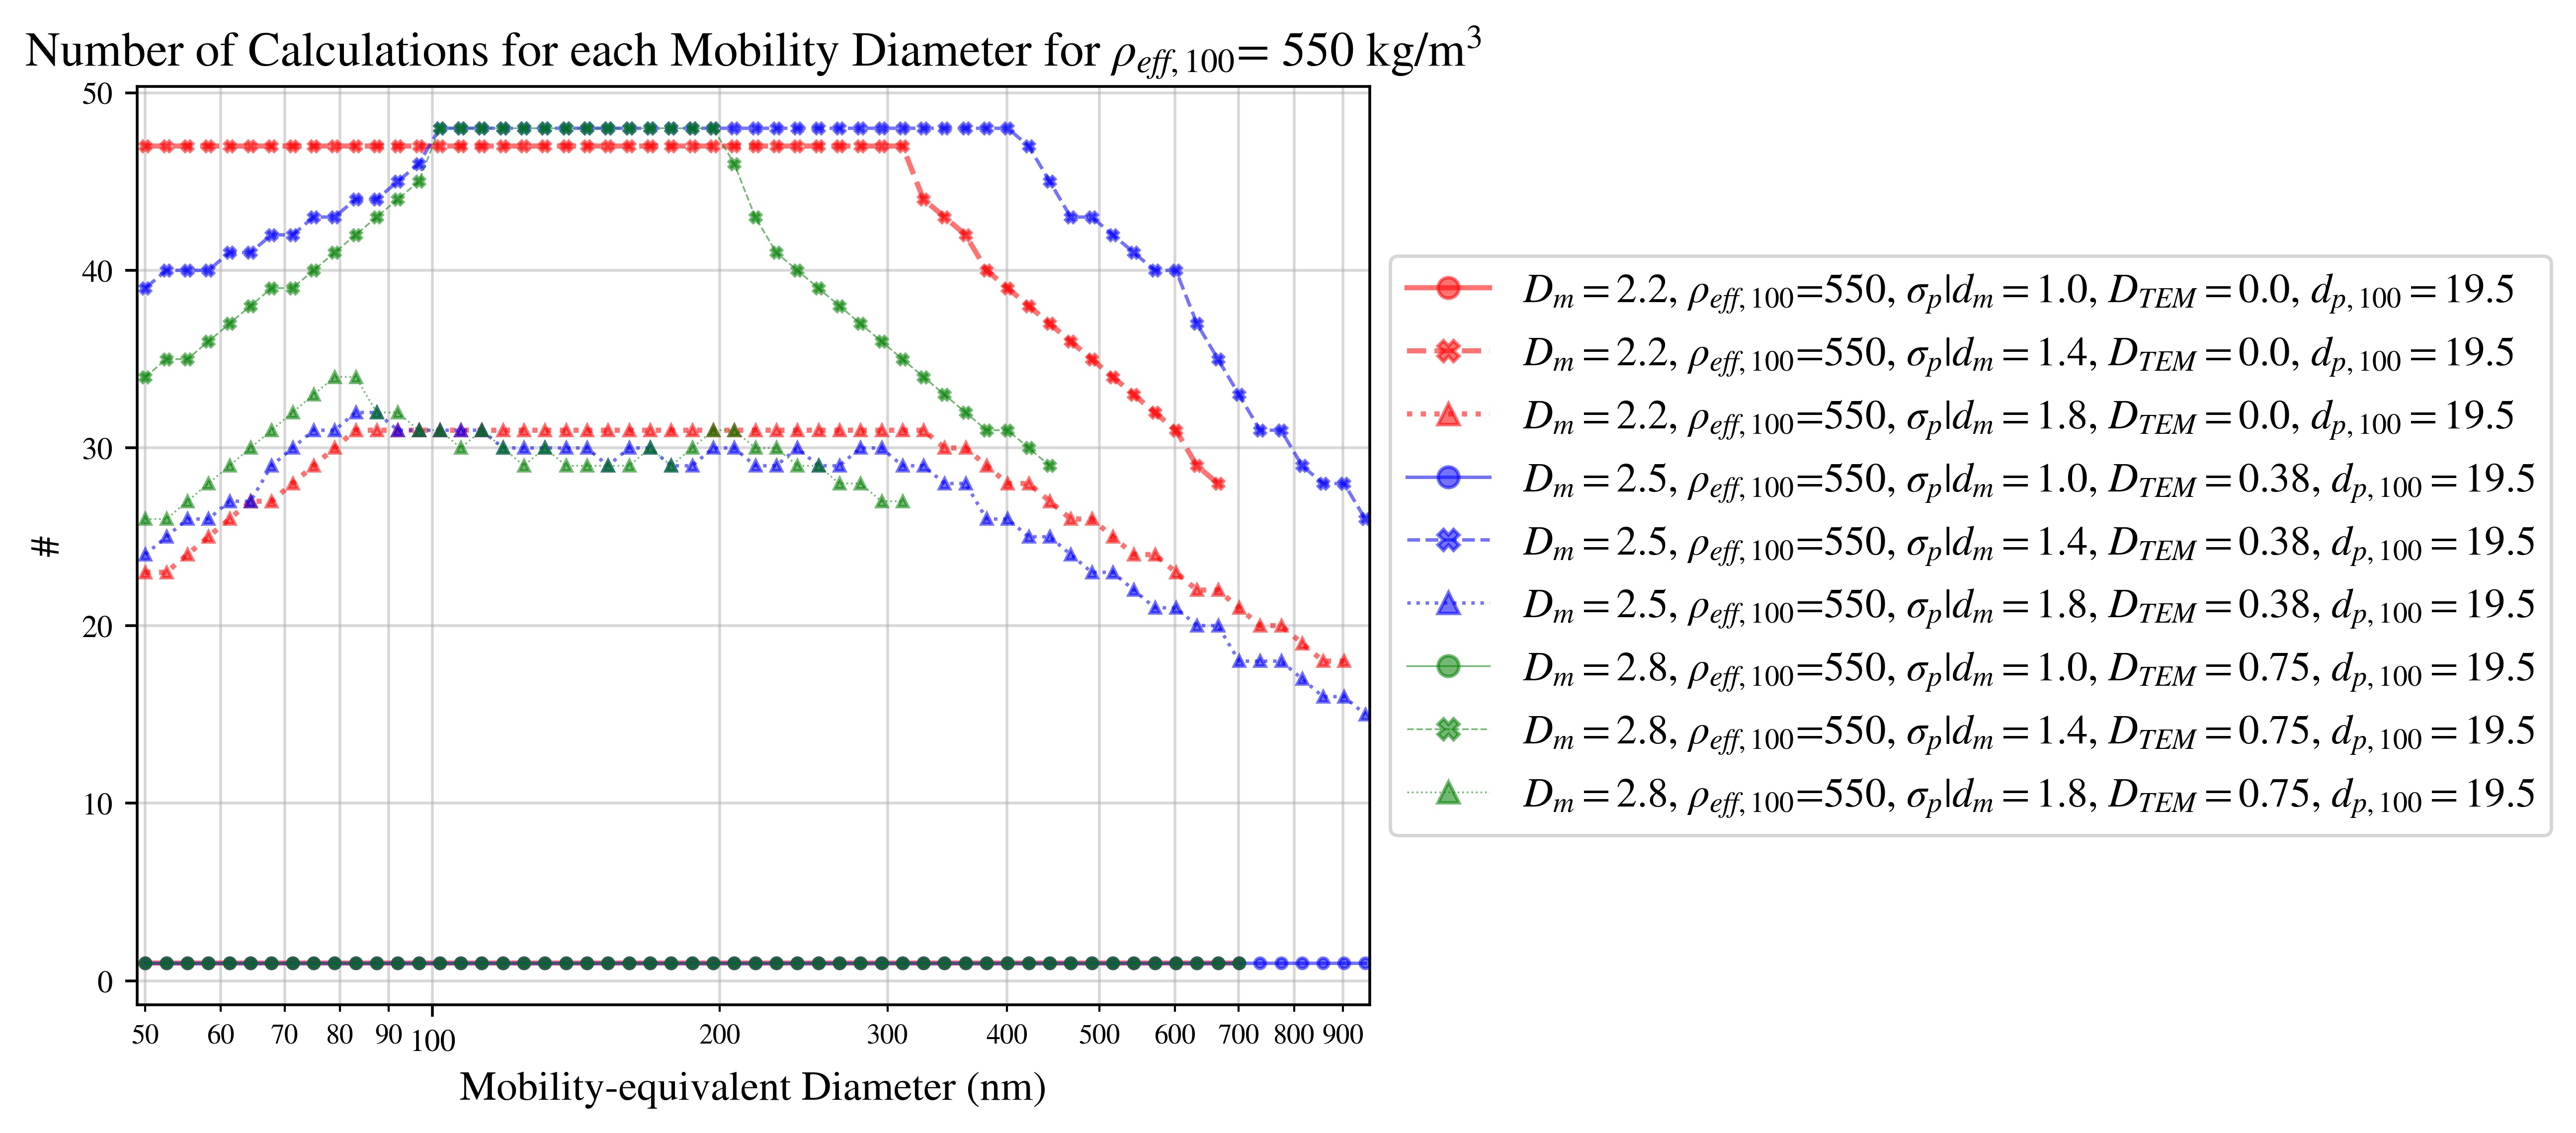 Number of Calculations for each Mobility Diameter for ρeff,100= 550 kg/m³
50
40
30
20
10
0
#
50 60 70 80 90 100 200 300 400 500 600 700 800 900
Mobility-equivalent Diameter (nm)
Dm = 2.2, ρeff,100=550, σp|dm = 1.0, DTEM = 0.0, dp,100 = 19.5
Dm = 2.2, ρeff,100=550, σp|dm = 1.4, DTEM = 0.0, dp,100 = 19.5
Dm = 2.2, ρeff,100=550, σp|dm = 1.8, DTEM = 0.0, dp,100 = 19.5
Dm = 2.5, ρeff,100=550, σp|dm = 1.0, DTEM = 0.38, dp,100 = 19.5
Dm = 2.5, ρeff,100=550, σp|dm = 1.4, DTEM = 0.38, dp,100 = 19.5
Dm = 2.5, ρeff,100=550, σp|dm = 1.8, DTEM = 0.38, dp,100 = 19.5
Dm = 2.8, ρeff,100=550, σp|dm = 1.0, DTEM = 0.75, dp,100 = 19.5
Dm = 2.8, ρeff,100=550, σp|dm = 1.4, DTEM = 0.75, dp,100 = 19.5
Dm = 2.8, ρeff,100=550, σp|dm = 1.8, DTEM = 0.75, dp,100 = 19.5